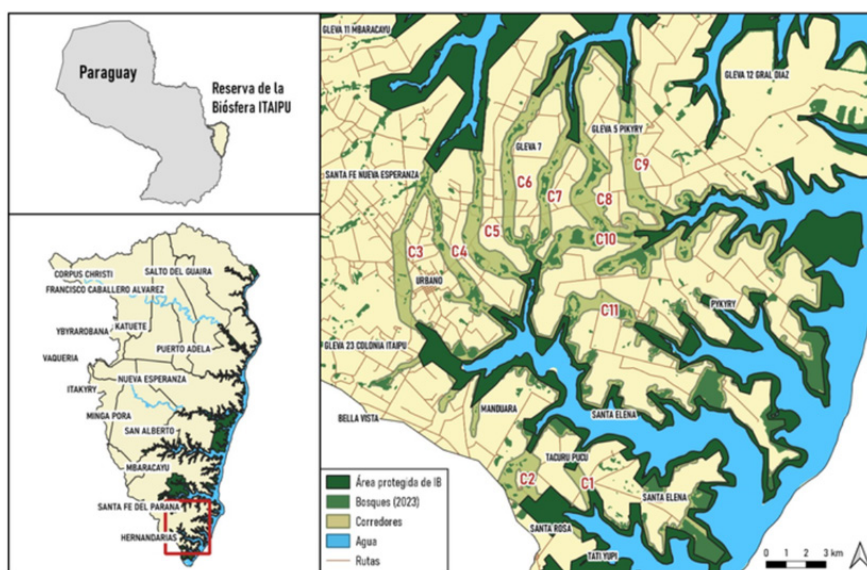 Paraguay
Reserva de la
Biósfera ITAIPU
CORPUS CHRISTI
SALTO DEL GUAIRA
FRANCISCO CABALLERO ALVAREZ
YBYRAROBANA
KATUETE
VAQUERIA
PUERTO ADELA
ITAKYRY
NUEVA ESPERANZA
MINGA PORA
SAN ALBERTO
MBARACAYU
SANTA FE DEL PARANA
HERNANDARIAS
GLEVA 11 MBARACAYU
GLEVA 12 GRAL DIAZ
GLEVA 5 PIKYRY
GLEVA 7
SANTA FE NUEVA ESPERANZA
C9
C6
C7
C8
C5
C10
C3
C4
URBANO
C11
PYKYRY
GLEVA 23 COLONIA ITAIPU
BELLA VISTA
MANDUARA
SANTA ELENA
TACURU PUCU
C2
C1
SANTA ELENA
SANTA ROSA
TATI YUPI
Área protegida de IB
Bosques (2023)
Corredores
Agua
Rutas
0 1 2 3 km